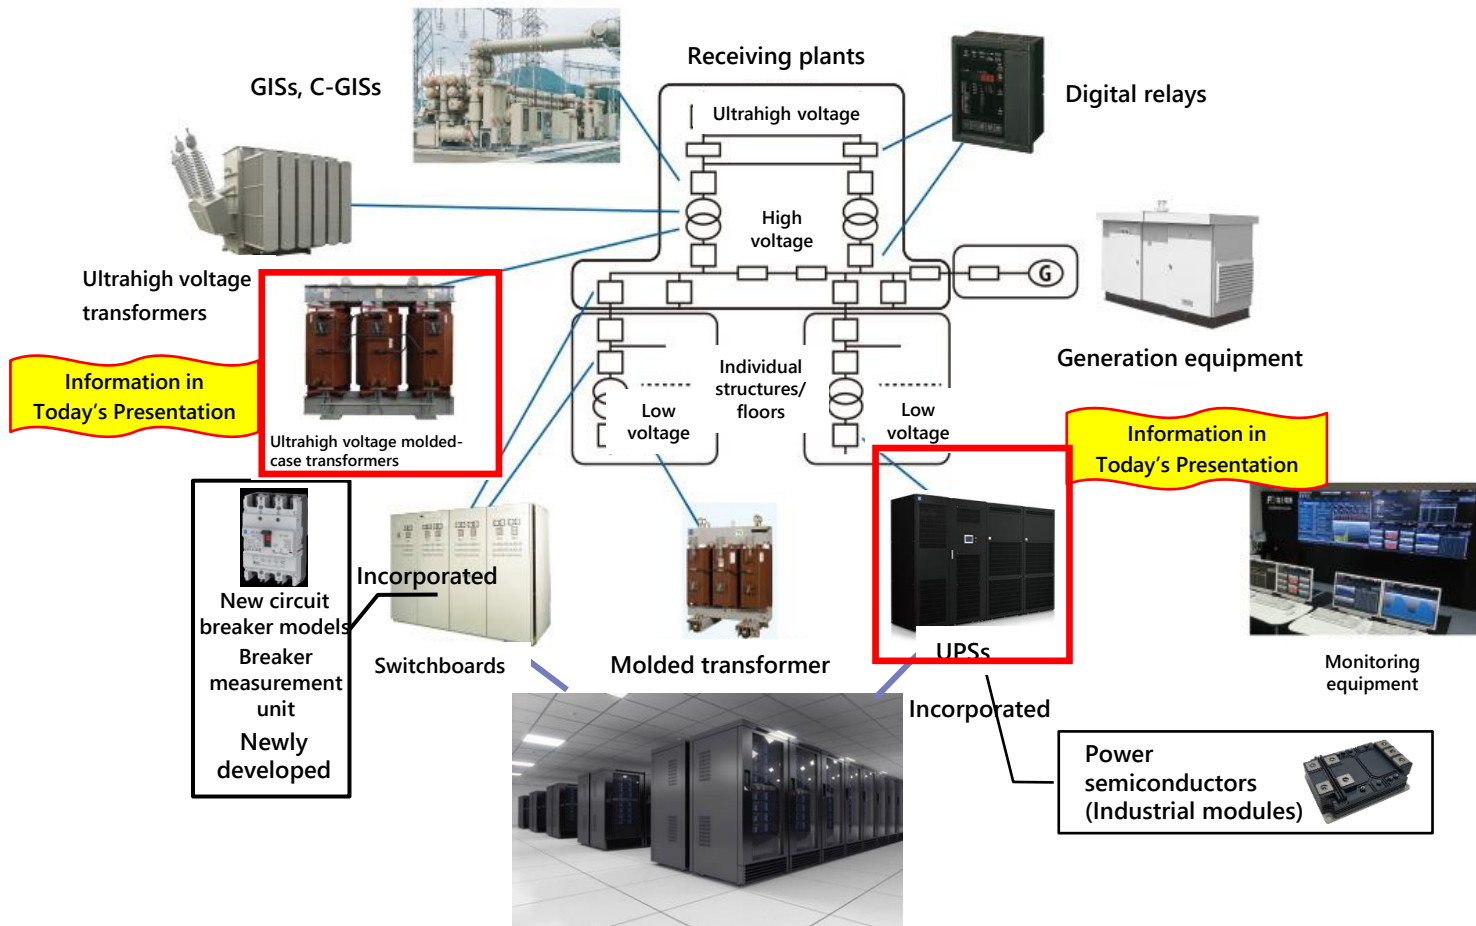 Receiving plants
GISs, C-GISs
Digital relays
Ultrahigh voltage
High
voltage
G
Ultrahigh voltage
transformers
Generation equipment
Information in
Today’s Presentation
Ultrahigh voltage molded-
case transformers
Individual
structures/
floors
Low
voltage
Low
voltage
Information in
Today’s Presentation
Incorporated
New circuit
breaker models
Breaker
measurement
unit
Newly
developed
Switchboards
Molded transformer
UPSs
Incorporated
Monitoring
equipment
Power
semiconductors
(Industrial modules)